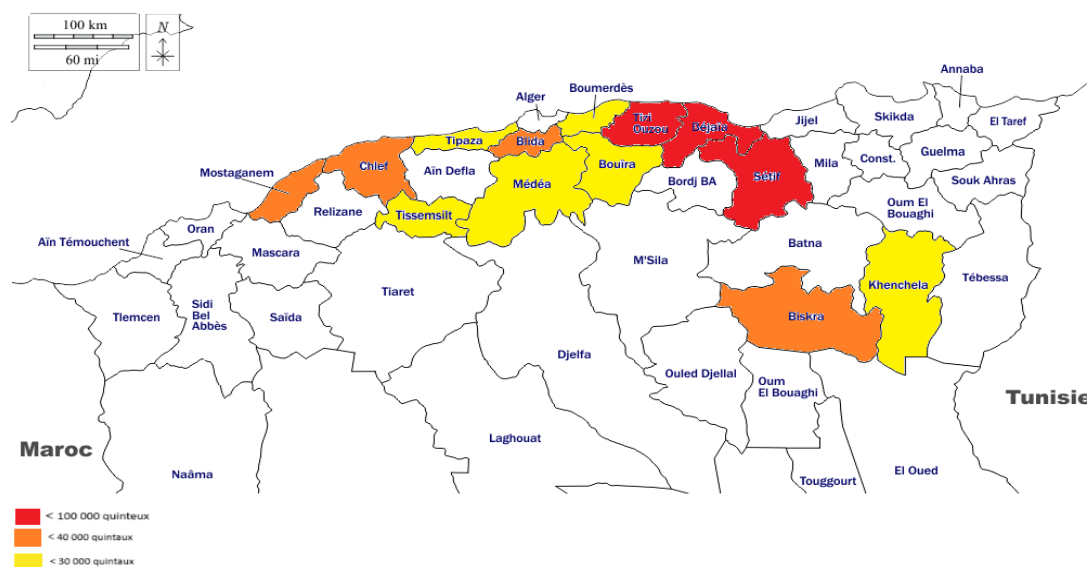 100 km
60 mi
N
Annaba
Boumerdès
Alger
Tizi
Ouzou
Béjaïa
Jijel
Skikda
El Taref
Tipaza
Blida
Chlef
Aïn Defla
Bouïra
Mila
Const.
Guelma
Mostaganem
Médéa
Bordj BA
Sétif
Souk Ahras
Relizane
Tissemsilt
Oum El
Bouaghi
Oran
Aïn Témouchent
Mascara
M'Sila
Batna
Tiaret
Khenchela
Tébessa
Tlemcen
Sidi
Bel
Abbès
Saïda
Biskra
Djelfa
Ouled Djellal
Oum
El Bouaghi
Tunisie
Maroc
Laghouat
Naâma
Touggourt
El Oued
< 100 000 quinteux
< 40 000 quintaux
< 30 000 quintaux